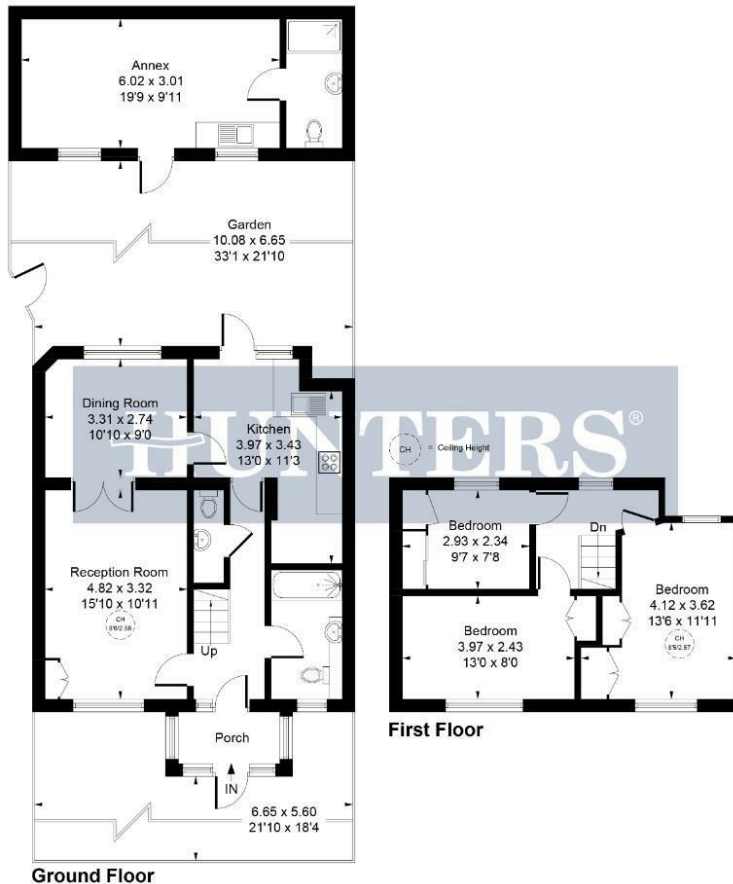 Annex
6.02 x 3.01
19'9 x 9'11
Garden
10.08 x 6.65
33'1 x 21'10
Dining Room
3.31 x 2.74
10'10 x 9'0
Kitchen
3.97 x 3.43
13'0 x 11'3
HUNTERS®
CH = Ceiling Height
Reception Room
4.82 x 3.32
15'10 x 10'11
CH
Up
Porch
IN
6.65 x 5.60
21'10 x 18'4
Ground Floor
Bedroom
2.93 x 2.34
9'7 x 7'8
Dn
Bedroom
3.97 x 2.43
13'0 x 8'0
Bedroom
4.12 x 3.62
13'6 x 11'11
CH
First Floor